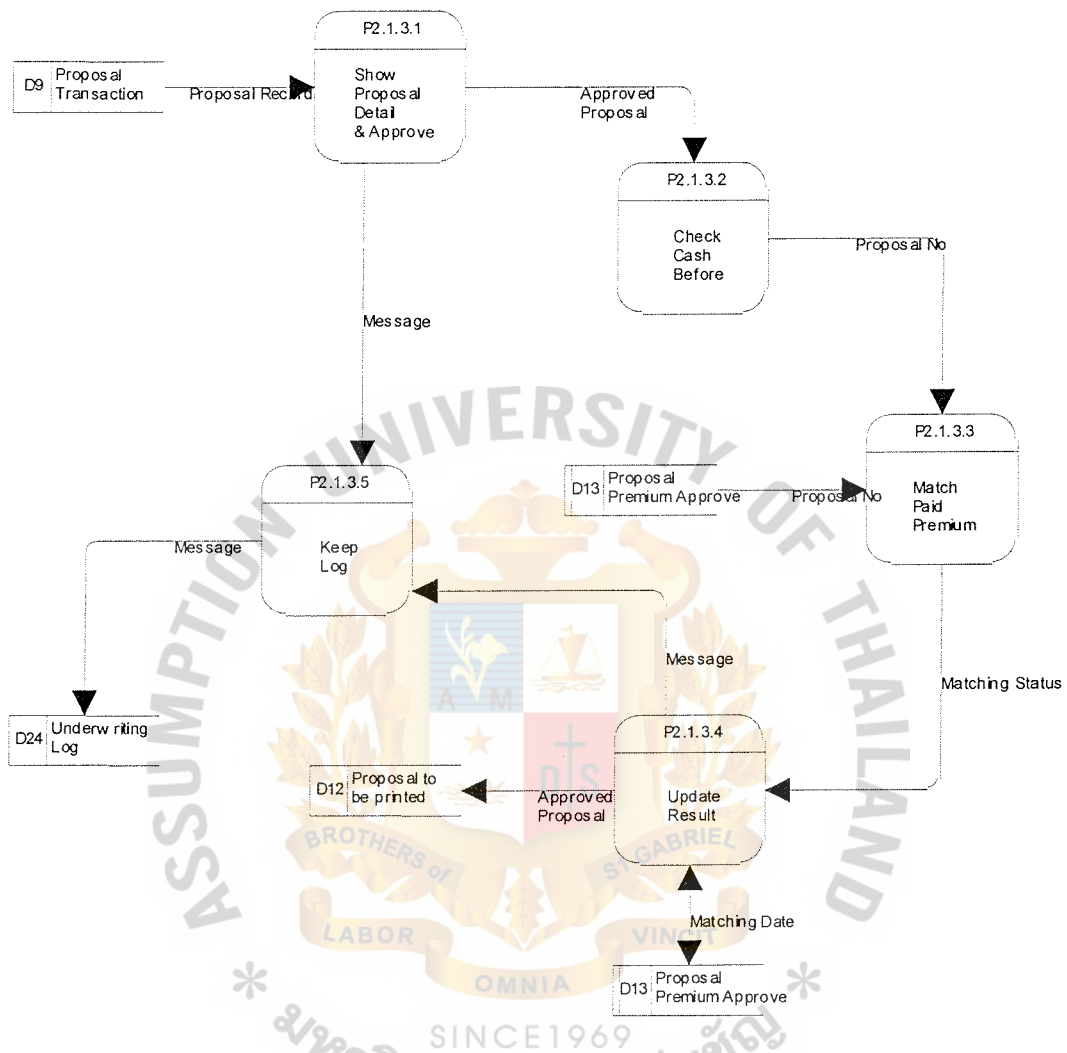 P2.1.3.1
D9
Proposal
Transaction
Proposal Record
Show
Proposal
Detail
& Approve
Approved
Proposal
P2.1.3.2
Check
Cash
Before
Proposal No
Message
P2.1.3.3
Match
Paid
Premium
D13
Proposal
Premium Approve
Proposal No
P2.1.3.5
Keep
Log
Message
Message
Matching Status
D24
Underwriting
Log
P2.1.3.4
Update
Result
D12
Proposal to
be printed
Approved
Proposal
Matching Date
D13
Proposal
Premium Approve
ASSUMPTION UNIVERSITY OF THAILAND
A M
D S
BROTHERS of
ST GABRIEL
LABOR
VINCIT
OMNIA
SINCE1969